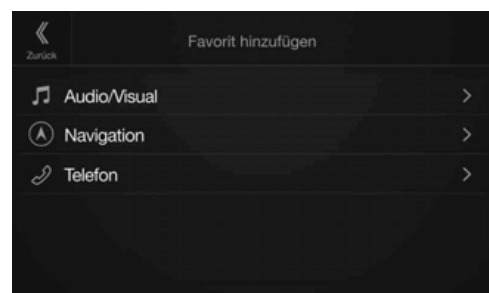 Zurück
Favorit hinzufügen
Audio/Visual
Navigation
Telefon